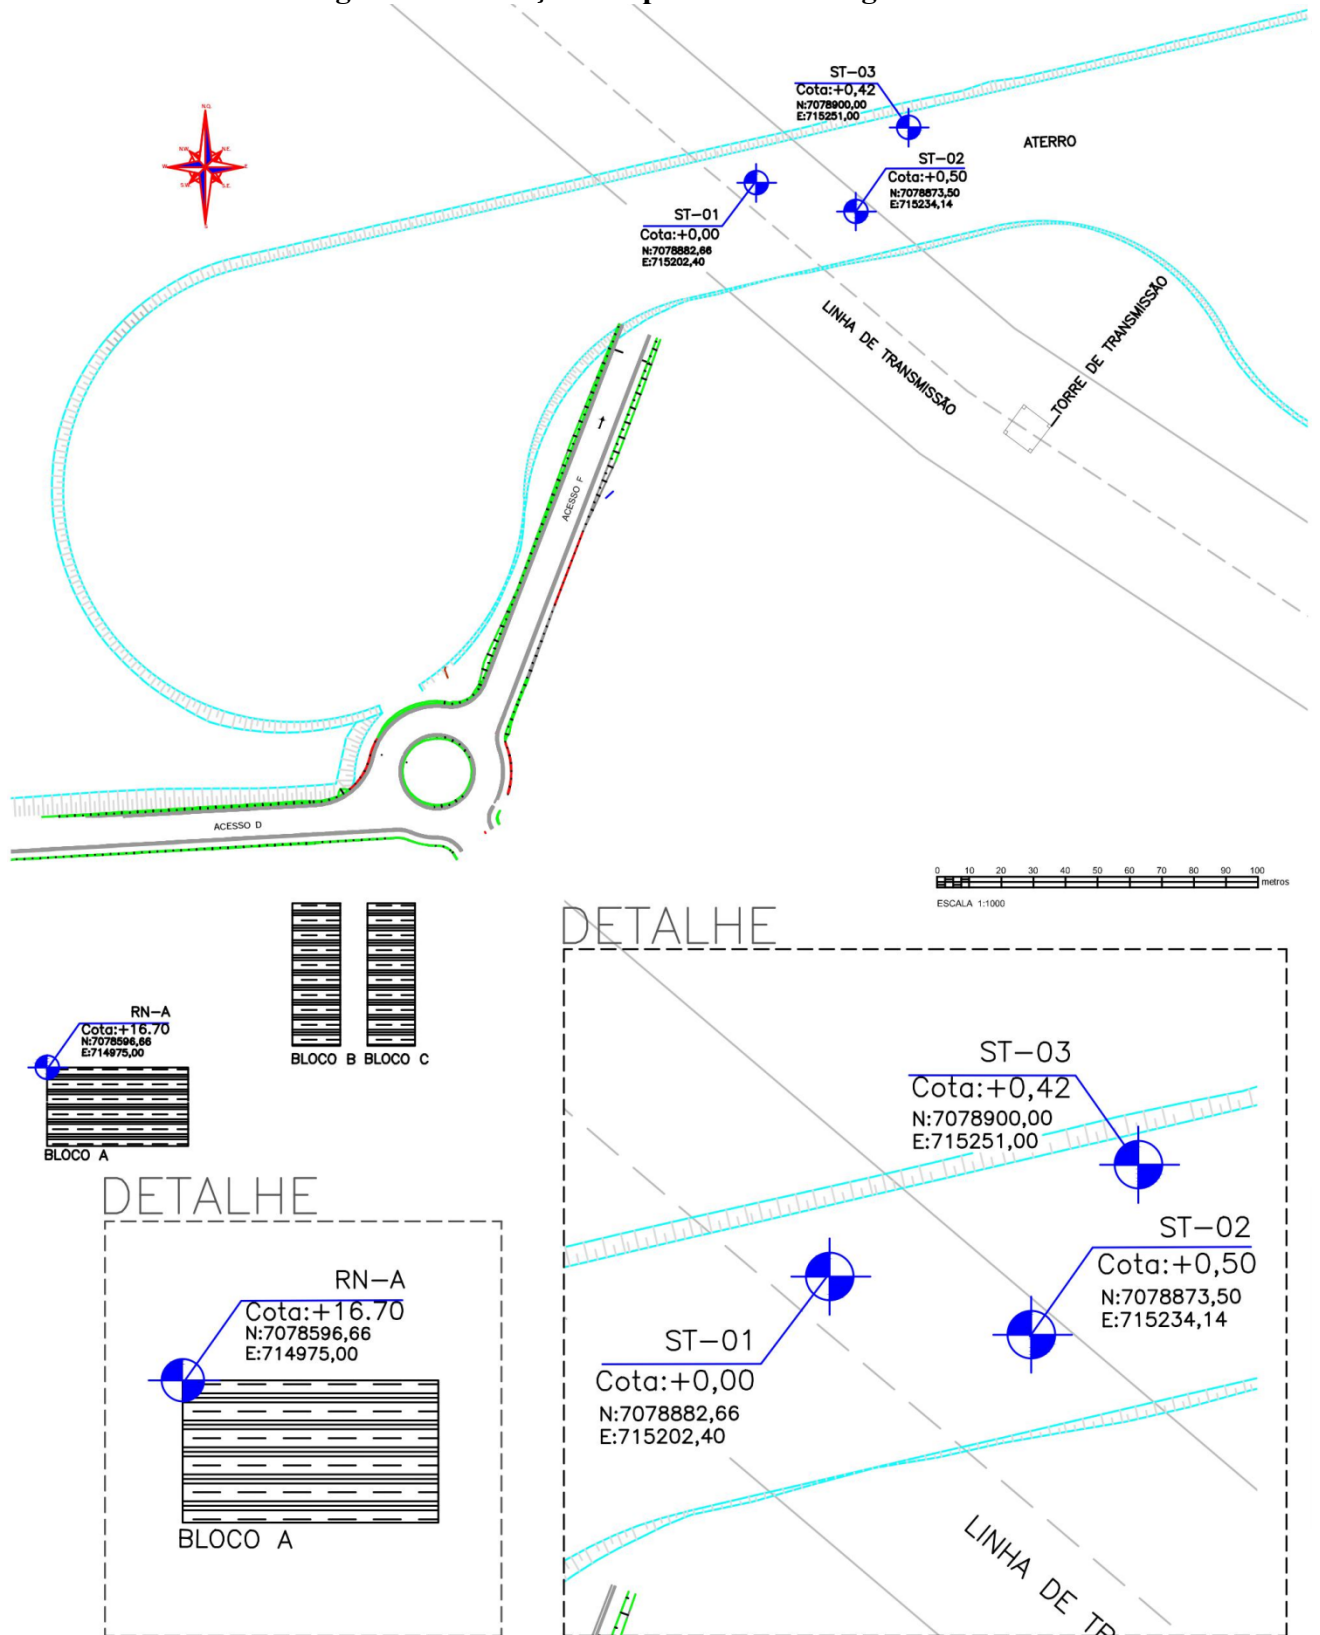 ST-03
Cota:+0,42
N:7078900,00
E:715251,00
ATERRO
ST-02
Cota:+0,50
N:7078873,50
E:715234,14
ST-01
Cota:+0,00
N:7078882,66
E:715202,40
LINHA DE TRANSMISSÃO
TORRE DE TRANSMISSÃO
ACESSO F
ACESSO D
0 10 20 30 40 50 60 70 80 90 100
metros
ESCALA 1:1000
BLOCO B BLOCO C
RN-A
Cota:+16.70
N:7078596,66
E:714975,00
BLOCO A
DETALHE
RN-A
Cota:+16.70
N:7078596,66
E:714975,00
BLOCO A
DETALHE
ST-03
Cota:+0,42
N:7078900,00
E:715251,00
ST-02
Cota:+0,50
N:7078873,50
E:715234,14
ST-01
Cota:+0,00
N:7078882,66
E:715202,40
LINHA DE